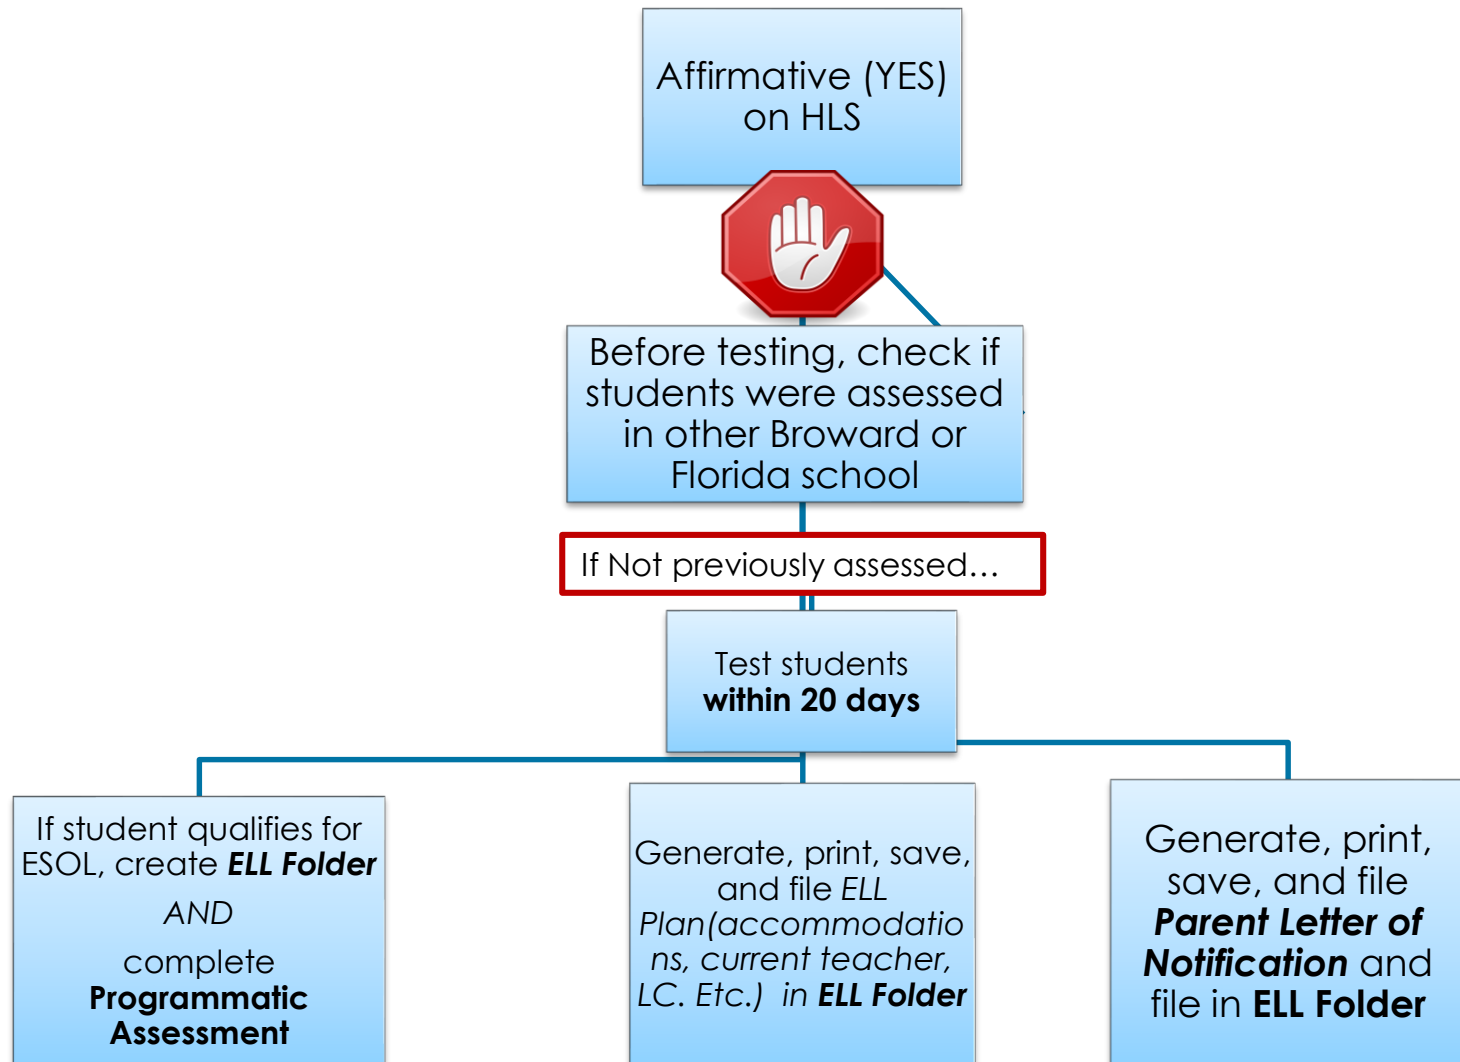 Affirmative (YES)
on HLS
Before testing, check if
students were assessed
in other Broward or
Florida school
If Not previously assessed…
Test students
within 20 days
If student qualifies for
ESOL, create ELL Folder
AND
complete
Programmatic
Assessment
Generate, print, save,
and file ELL
Plan(accommodatio
ns, current teacher,
LC. Etc.) in ELL Folder
Generate, print,
save, and file
Parent Letter of
Notification and
file in ELL Folder